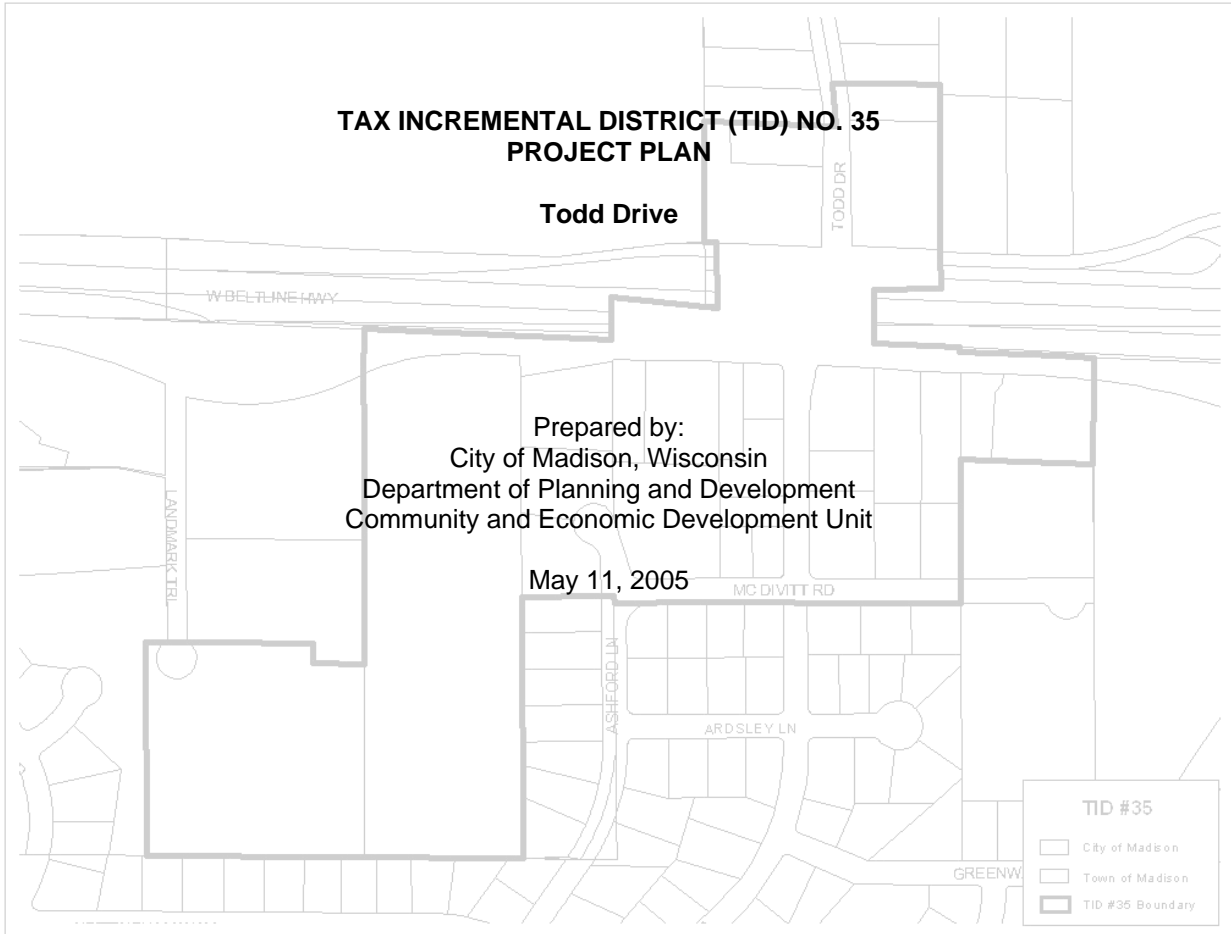 TAX INCREMENTAL DISTRICT (TID) NO. 35
PROJECT PLAN
Todd Drive
TODD DR
W BELTLINE HWY
Prepared by:
City of Madison, Wisconsin
Department of Planning and Development
Community and Economic Development Unit
May 11, 2005
LANDMARK TRL
MC DIVITT RD
ASHFORD LN
ARDSLEY LN
GREENW
TID #35
City of Madison
Town of Madison
TID #35 Boundary